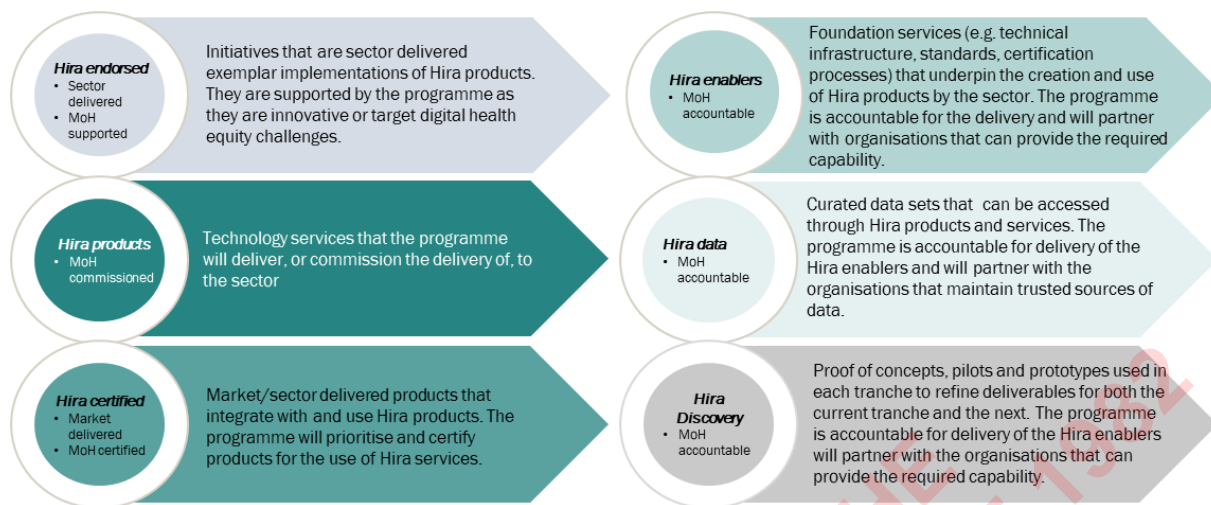 Hira endorsed
• Sector
delivered
• MoH
supported
Initiatives that are sector delivered
exemplar implementations of Hira products.
They are supported by the programme as
they are innovative or target digital health
equity challenges.
Hira products
• MoH
commissioned
Technology services that the programme
will deliver, or commission the delivery of, to
the sector
Hira certified
• Market
delivered
• MoH certified
Market/sector delivered products that
integrate with and use Hira products. The
programme will prioritise and certify
products for the use of Hira services.
Hira enablers
• MoH
accountable
Foundation services (e.g. technical
infrastructure, standards, certification
processes) that underpin the creation and use
of Hira products by the sector. The programme
is accountable for the delivery and will partner
with organisations that can provide the required
capability.
Hira data
• MoH
accountable
Curated data sets that can be accessed
through Hira products and services. The
programme is accountable for delivery of the
Hira enablers and will partner with the
organisations that maintain trusted sources of
data.
Hira
Discovery
• MoH
accountable
Proof of concepts, pilots and prototypes used in
each tranche to refine deliverables for both the
current tranche and the next. The programme
is accountable for delivery of the Hira enablers
will partner with the organisations that can
provide the required capability.
THE
1982